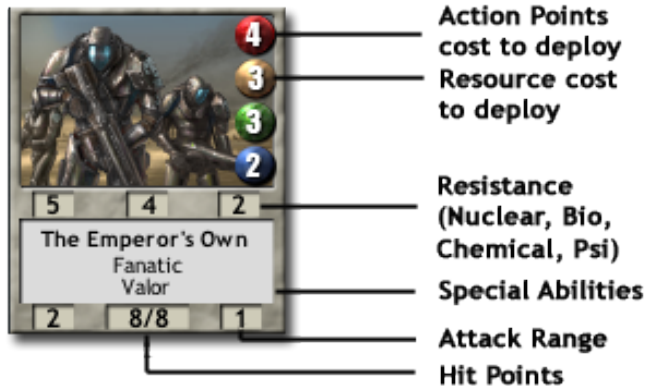 4
3
3
2
5 4 2
The Emperor's Own
Fanatic
Valor
2 8/8 1
Action Points
cost to deploy
Resource cost
to deploy
Resistance
(Nuclear, Bio,
Chemical, Psi)
Special Abilities
Attack Range
Hit Points